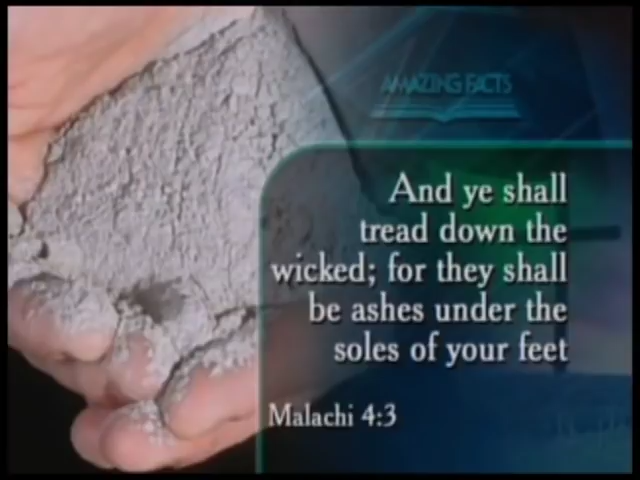 AMAZING FACTS
And ye shall
tread down the
wicked; for they shall
be ashes under the
soles of your feet
Malachi 4:3